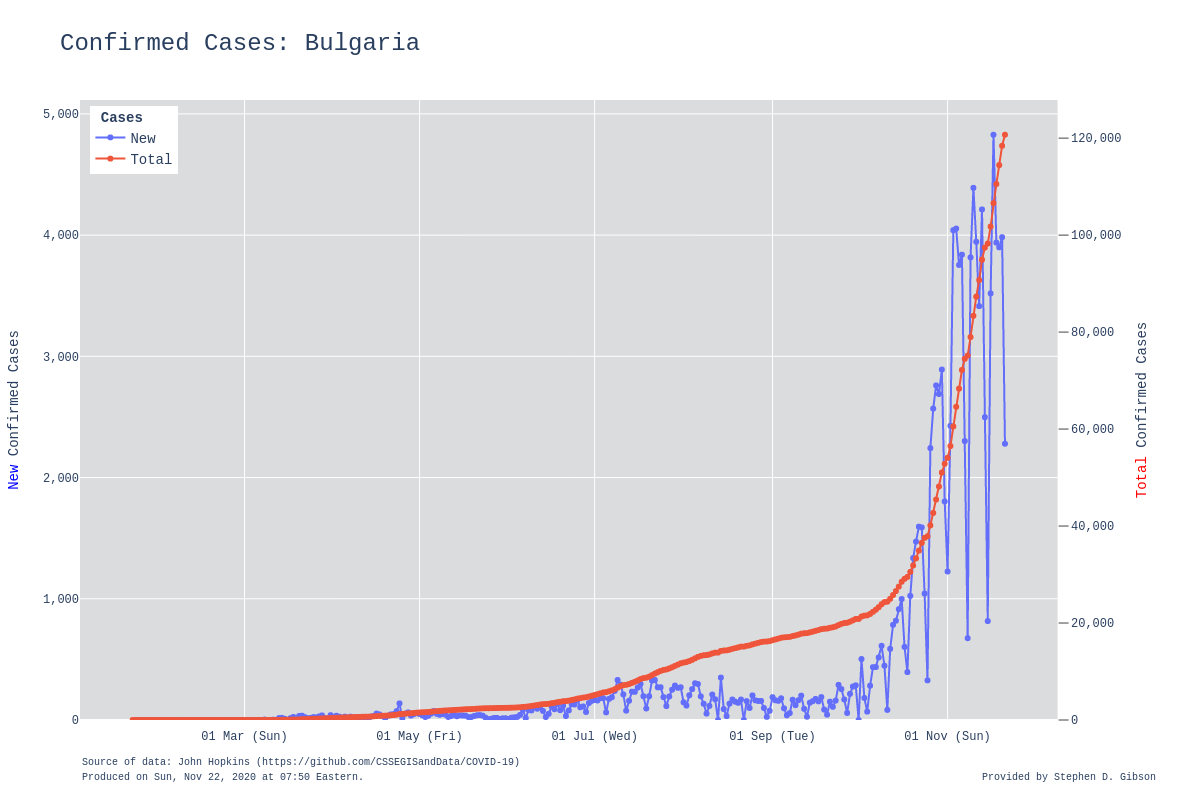 Confirmed Cases: Bulgaria
Cases
New
Total
5,000
4,000
3,000
2,000
1,000
0
120,000
100,000
80,000
60,000
40,000
20,000
0
New Confirmed Cases
Total Confirmed Cases
01 Mar (Sun) 01 May (Fri) 01 Jul (Wed) 01 Sep (Tue) 01 Nov (Sun)
Source of data: John Hopkins (https://github.com/CSSEGISandData/COVID-19)
Produced on Sun, Nov 22, 2020 at 07:50 Eastern.
Provided by Stephen D. Gibson